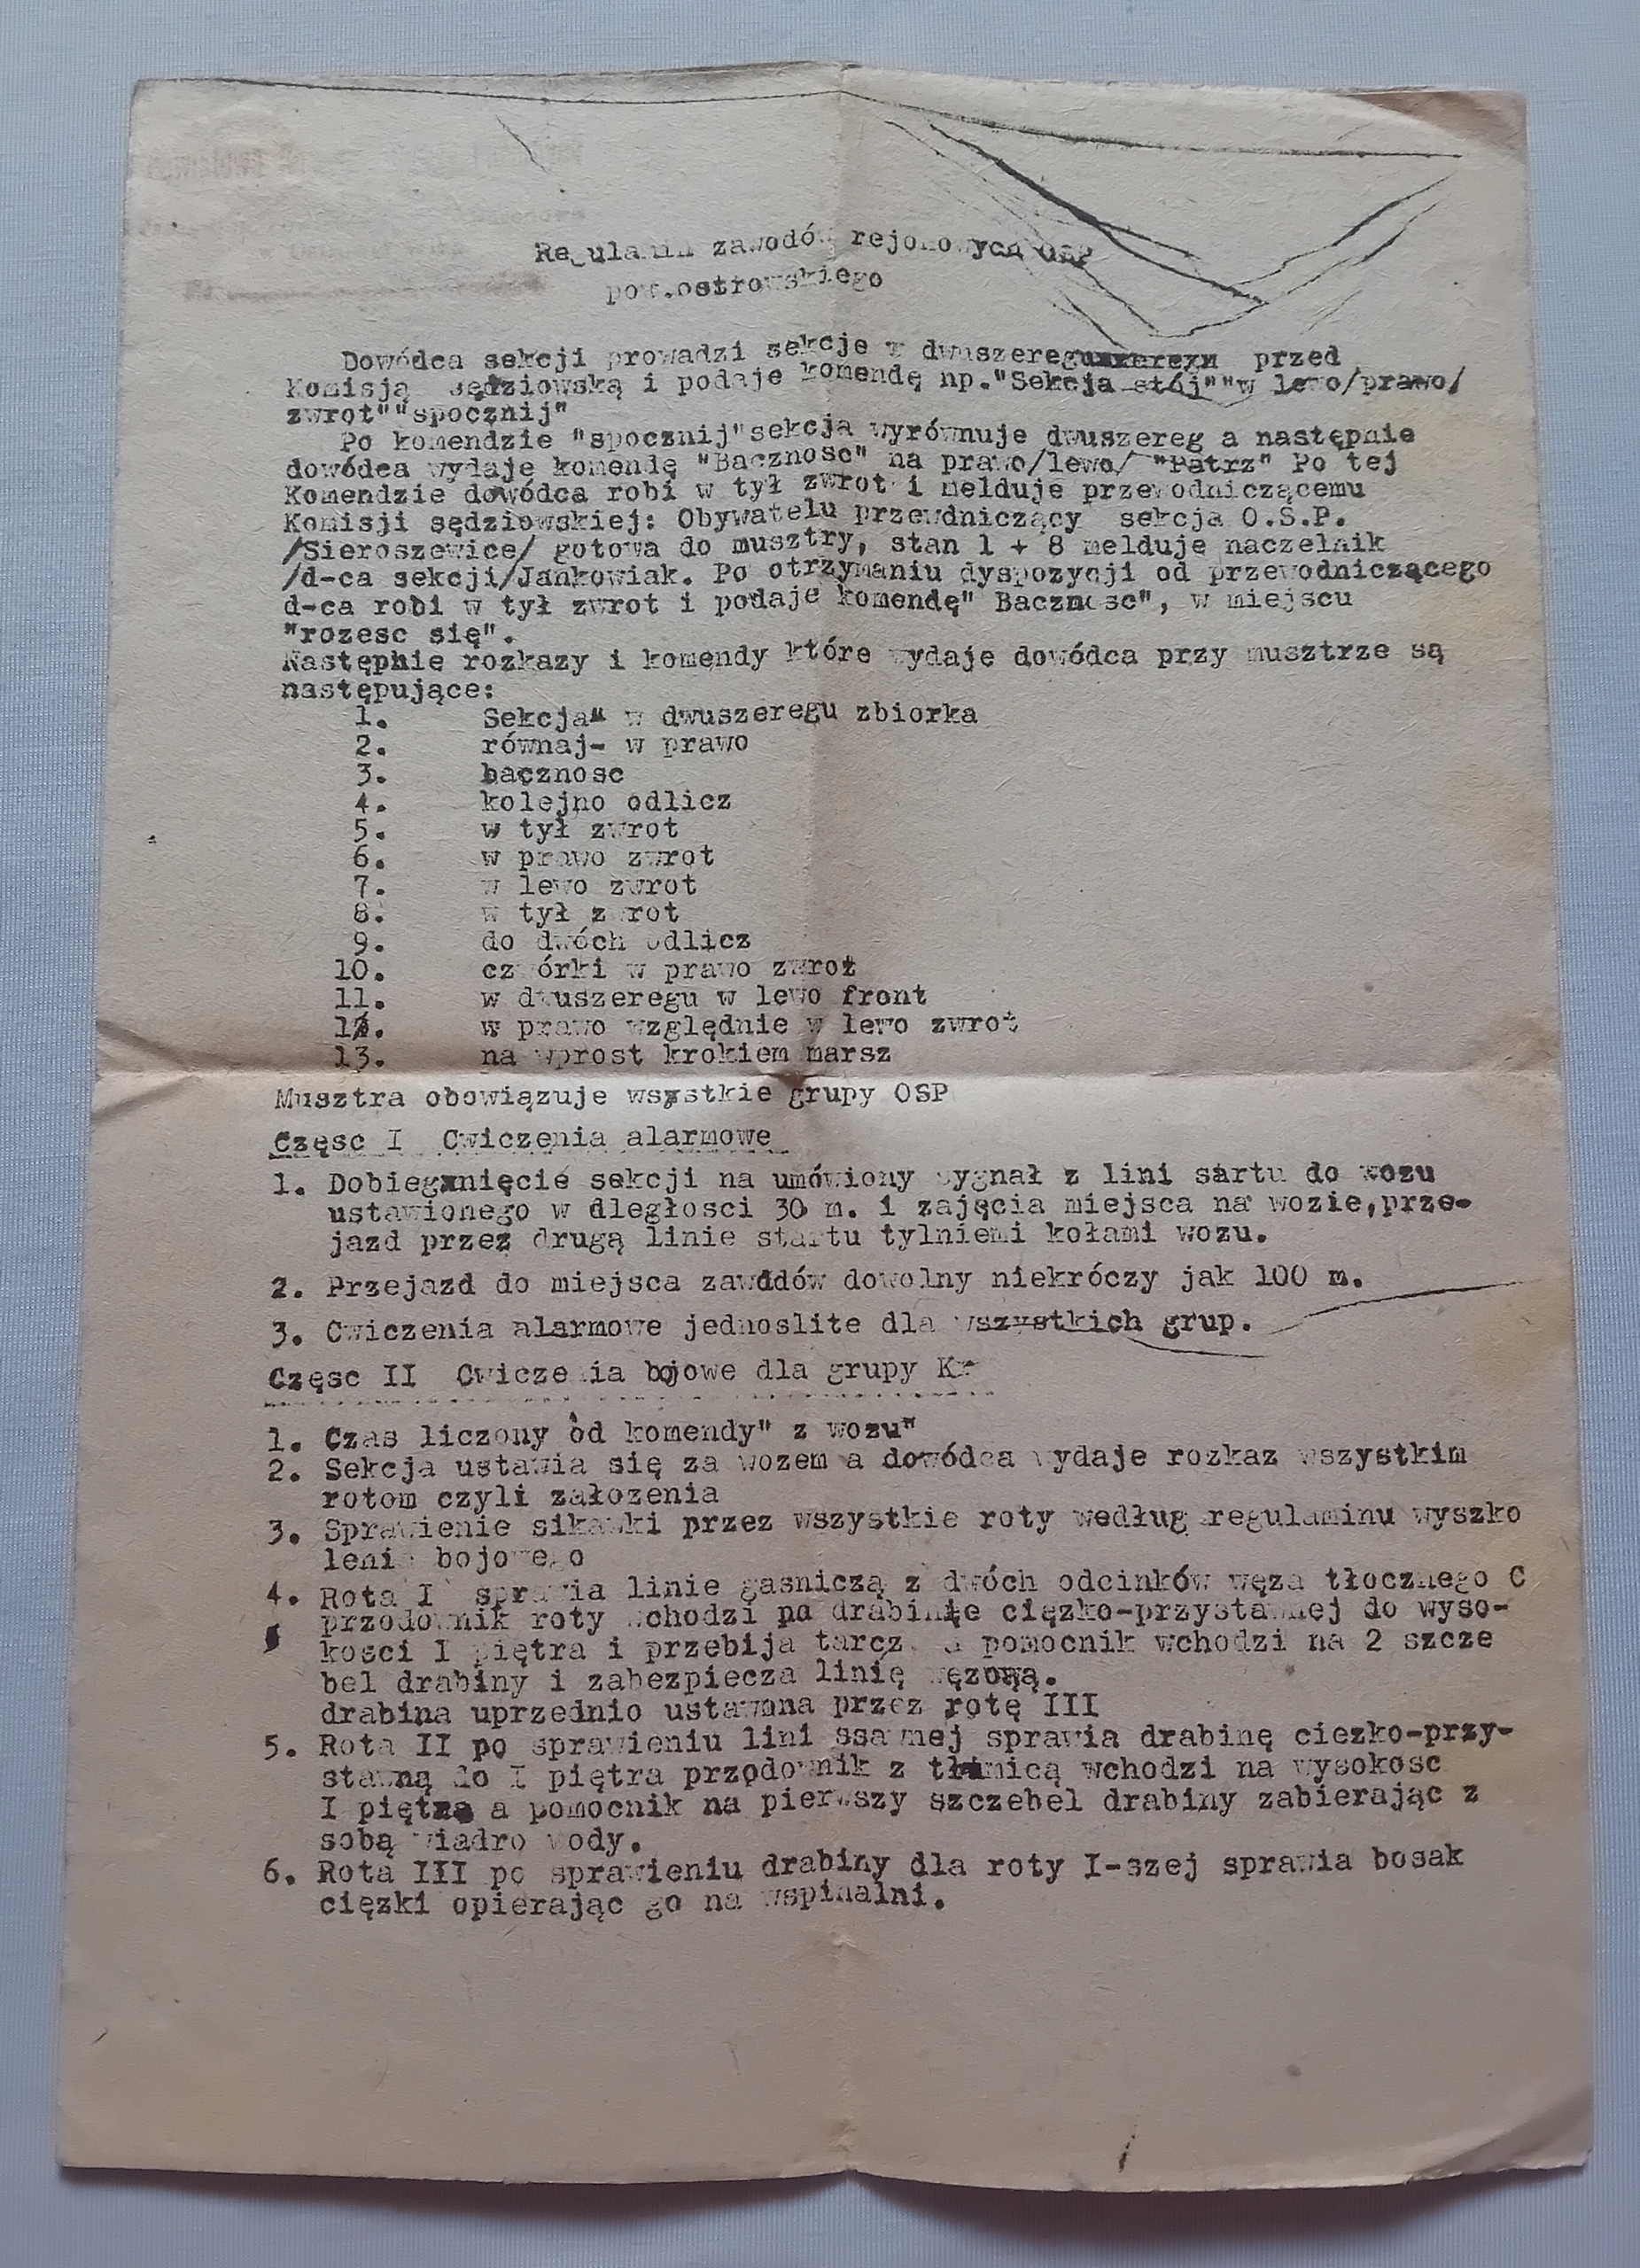 Regulamin zawodów rejonowych OSP
pow.ostrowskiego
Dowódca sekcji prowadzi sekcje w dwuszeregu przed
Komisją sędziowską i podaje komendę np."Sekcja stój""w lewo/prawo/
zwrot""spocznij"
Po komendzie "spocznij"sekcja wyrównuje dwuszereg a następnie
dowódca wydaje komendę "Bacznosc" na prawo/lewo/ "Patrz" Po tej
Komendzie dowódca robi w tył zwrot i melduje przewodniczącemu
Komisji sędziowskiej: Obywatelu przewdniczący sekcja O.S.P.
/Sieroszewice/ gotowa do musztry, stan 1 + 8 melduje naczelnik
/d-ca sekcji/Jankowiak. Po otrzymaniu dyspozycji od przewodniczącego
d-ca robi w tył zwrot i podaje komendę" Bacznosc", w miejscu
"rozesc się".
Następnie rozkazy i komendy które wydaje dowódca przy musztrze są
następujące:
1. Sekcja" w dwuszeregu zbiorka
2. równaj- w prawo
3. bacznosc
4. kolejno odlicz
5. w tył zwrot
6. w prawo zwrot
7. w lewo zwrot
8. w tył zwrot
9. do dwóch odlicz
10. czwórki w prawo zwrot
11. w dwuszeregu w lewo front
12. w prawo względnie w lewo zwrot
13. na wprost krokiem marsz
Musztra obowiązuje wszystkie grupy OSP
Częsc I Cwiczenia alarmowe
1. Dobiegnięcie sekcji na umówiony sygnał z lini sartu do wozu
ustawionego w dległosci 30 m. i zajęcia miejsca na wozie,prze-
jazd przez drugą linie startu tylniemi kołami wozu.
2. Przejazd do miejsca zawodów dowolny niekróczy jak 100 m.
3. Cwiczenia alarmowe jednoslite dla wszystkich grup.
Częsc II Cwiczenia bojowe dla grupy Kr
1. Czas liczony od komendy" z wozu"
2. Sekcja ustawia się za wozem a dowódca wydaje rozkaz wszystkim
rotom czyli załozenia
3. Sprawienie sikawki przez wszystkie roty według regulaminu wyszko
lenia bojowego
4. Rota I sprawia linie gasniczą z dwóch odcinków węza tłocznego C
przodownik roty wchodzi po drabinie cięzko-przystawnej do wyso-
kosci I piętra i przebija tarczę a pomocnik wchodzi na 2 szcze
bel drabiny i zabezpiecza linię węzową.
drabina uprzednio ustawona przez rotę III
5. Rota II po sprawieniu lini ssawnej sprawia drabinę ciezko-przy-
stawną do I piętra przodownik z tłumicą wchodzi na wysokosc
I piętra a pomocnik na pierwszy szczebel drabiny zabierając z
sobą wiadro wody.
6. Rota III po sprawieniu drabiny dla roty I-szej sprawia bosak
cięzki opierając go na wspinalni.